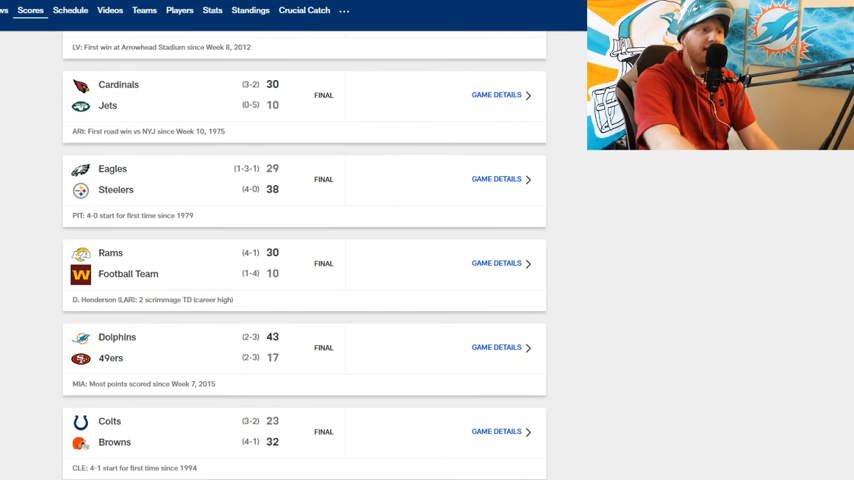 ws Scores Schedule Videos Teams Players Stats Standings Crucial Catch ...
LV: First win at Arrowhead Stadium since Week 8, 2012
Cardinals (3-2) 30
FINAL GAME DETAILS
Jets (0-5) 10
ARI: First road win vs NYJ since Week 10, 1975
Eagles (1-3-1) 29
FINAL GAME DETAILS
Steelers (4-0) 38
PIT: 4-0 start for first time since 1979
Rams (4-1) 30
FINAL GAME DETAILS
W Football Team (1-4) 10
D. Henderson (LAR): 2 scrimmage TD (career high)
Dolphins (2-3) 43
FINAL GAME DETAILS
49ers (2-3) 17
MIA: Most points scored since Week 7, 2015
Colts (3-2) 23
FINAL GAME DETAILS
Browns (4-1) 32
CLE: 4-1 start for first time since 1994